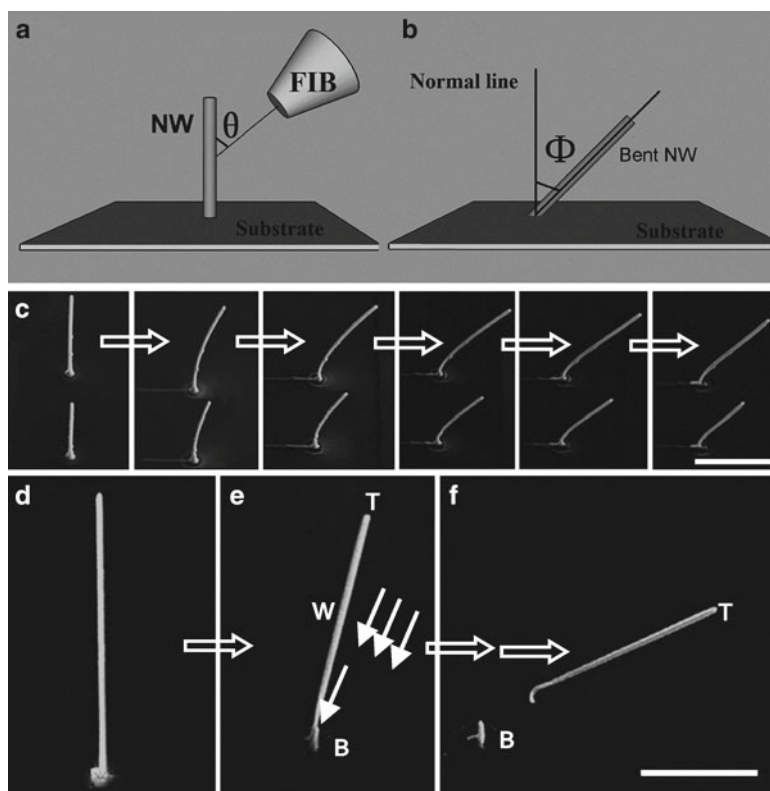 a
b
FIB
Normal line
NW
θ
Φ
Bent NW
Substrate
Substrate
c
d
e
T
f
W
T
B
B